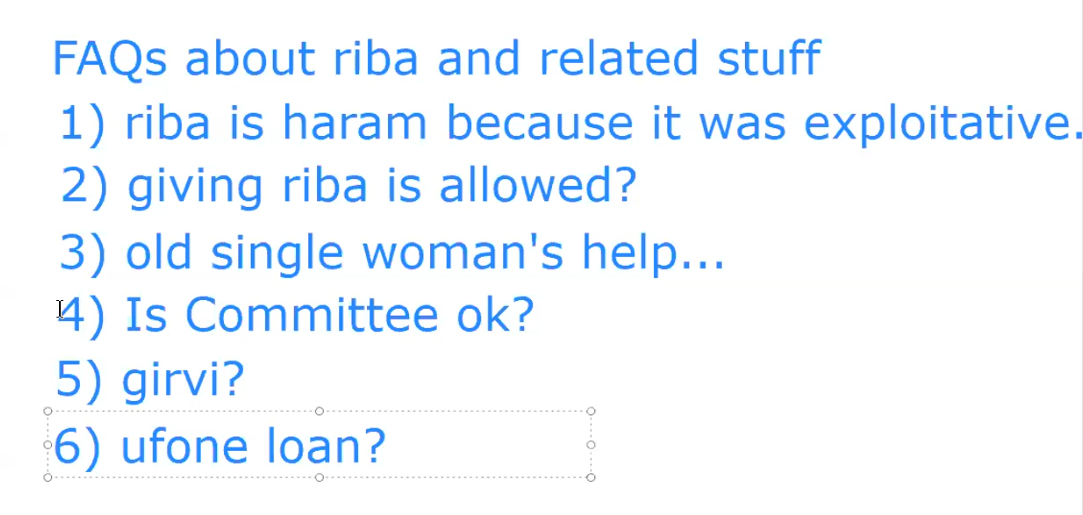 FAQs about riba and related stuff
1) riba is haram because it was exploitative.
2) giving riba is allowed?
3) old single woman's help...
4) Is Committee ok?
5) girvi?
6) ufone loan?